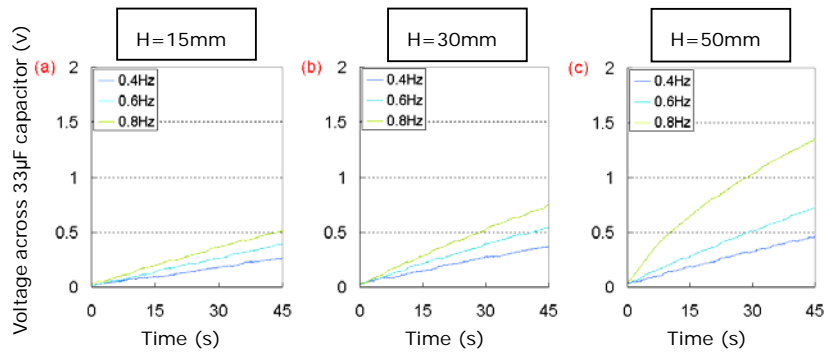 H=15mm
H=30mm
H=50mm
Voltage across 33µF capacitor (v)
(a)
2
1.5
1
0.5
0
0.4Hz
0.6Hz
0.8Hz
0 15 30 45
Time (s)
(b)
2
1.5
1
0.5
0
0.4Hz
0.6Hz
0.8Hz
0 15 30 45
Time (s)
(c)
2
1.5
1
0.5
0
0.4Hz
0.6Hz
0.8Hz
0 15 30 45
Time (s)